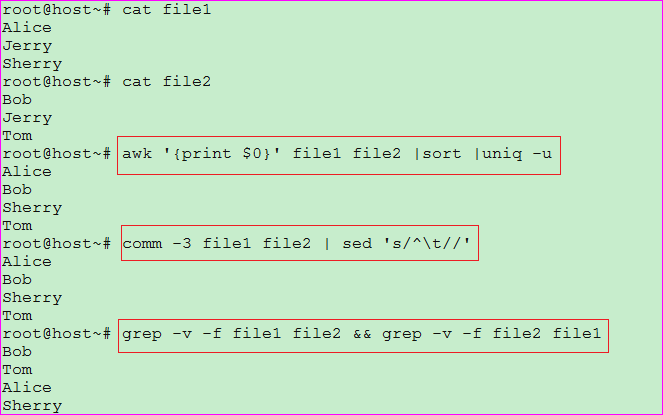 root@host~# cat file1
Alice
Jerry
Sherry
root@host~# cat file2
Bob
Jerry
Tom
root@host~# awk '{print $0}' file1 file2 |sort |uniq -u
Alice
Bob
Sherry
Tom
root@host~# comm -3 file1 file2 | sed 's/^\t//'
Alice
Bob
Sherry
Tom
root@host~# grep -v -f file1 file2 && grep -v -f file2 file1
Bob
Tom
Alice
Sherry